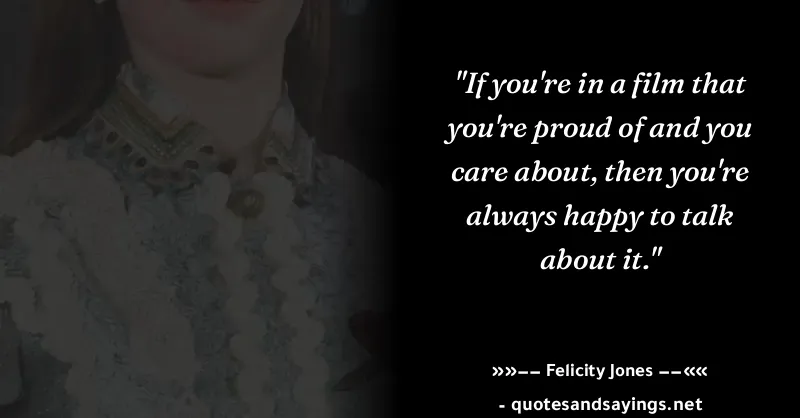 "If you're in a film that
you're proud of and you
care about, then you're
always happy to talk
about it."
»»−− Felicity Jones −−««
- quotesandsayings.net